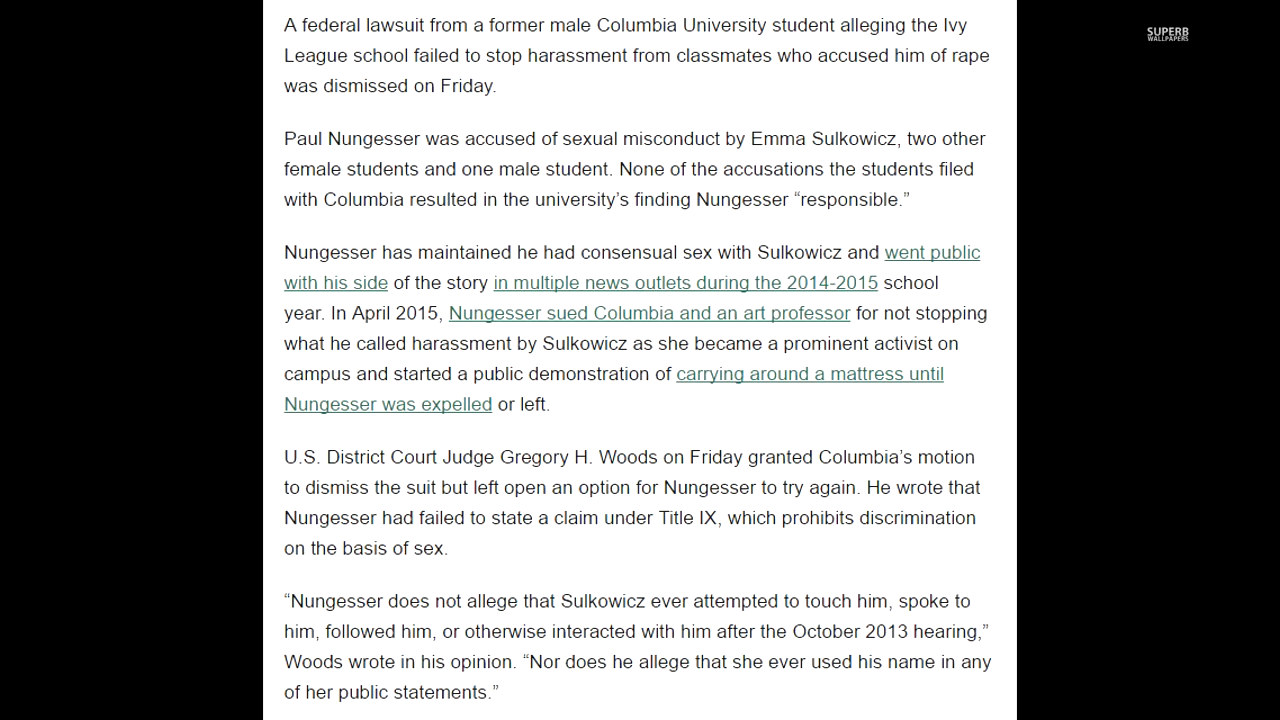 A federal lawsuit from a former male Columbia University student alleging the Ivy
League school failed to stop harassment from classmates who accused him of rape
was dismissed on Friday.
Paul Nungesser was accused of sexual misconduct by Emma Sulkowicz, two other
female students and one male student. None of the accusations the students filed
with Columbia resulted in the university’s finding Nungesser “responsible.”
Nungesser has maintained he had consensual sex with Sulkowicz and went public
with his side of the story in multiple news outlets during the 2014-2015 school
year. In April 2015, Nungesser sued Columbia and an art professor for not stopping
what he called harassment by Sulkowicz as she became a prominent activist on
campus and started a public demonstration of carrying around a mattress until
Nungesser was expelled or left.
U.S. District Court Judge Gregory H. Woods on Friday granted Columbia’s motion
to dismiss the suit but left open an option for Nungesser to try again. He wrote that
Nungesser had failed to state a claim under Title IX, which prohibits discrimination
on the basis of sex.
“Nungesser does not allege that Sulkowicz ever attempted to touch him, spoke to
him, followed him, or otherwise interacted with him after the October 2013 hearing,”
Woods wrote in his opinion. “Nor does he allege that she ever used his name in any
of her public statements.”
SUPERB
WALLPAPERS